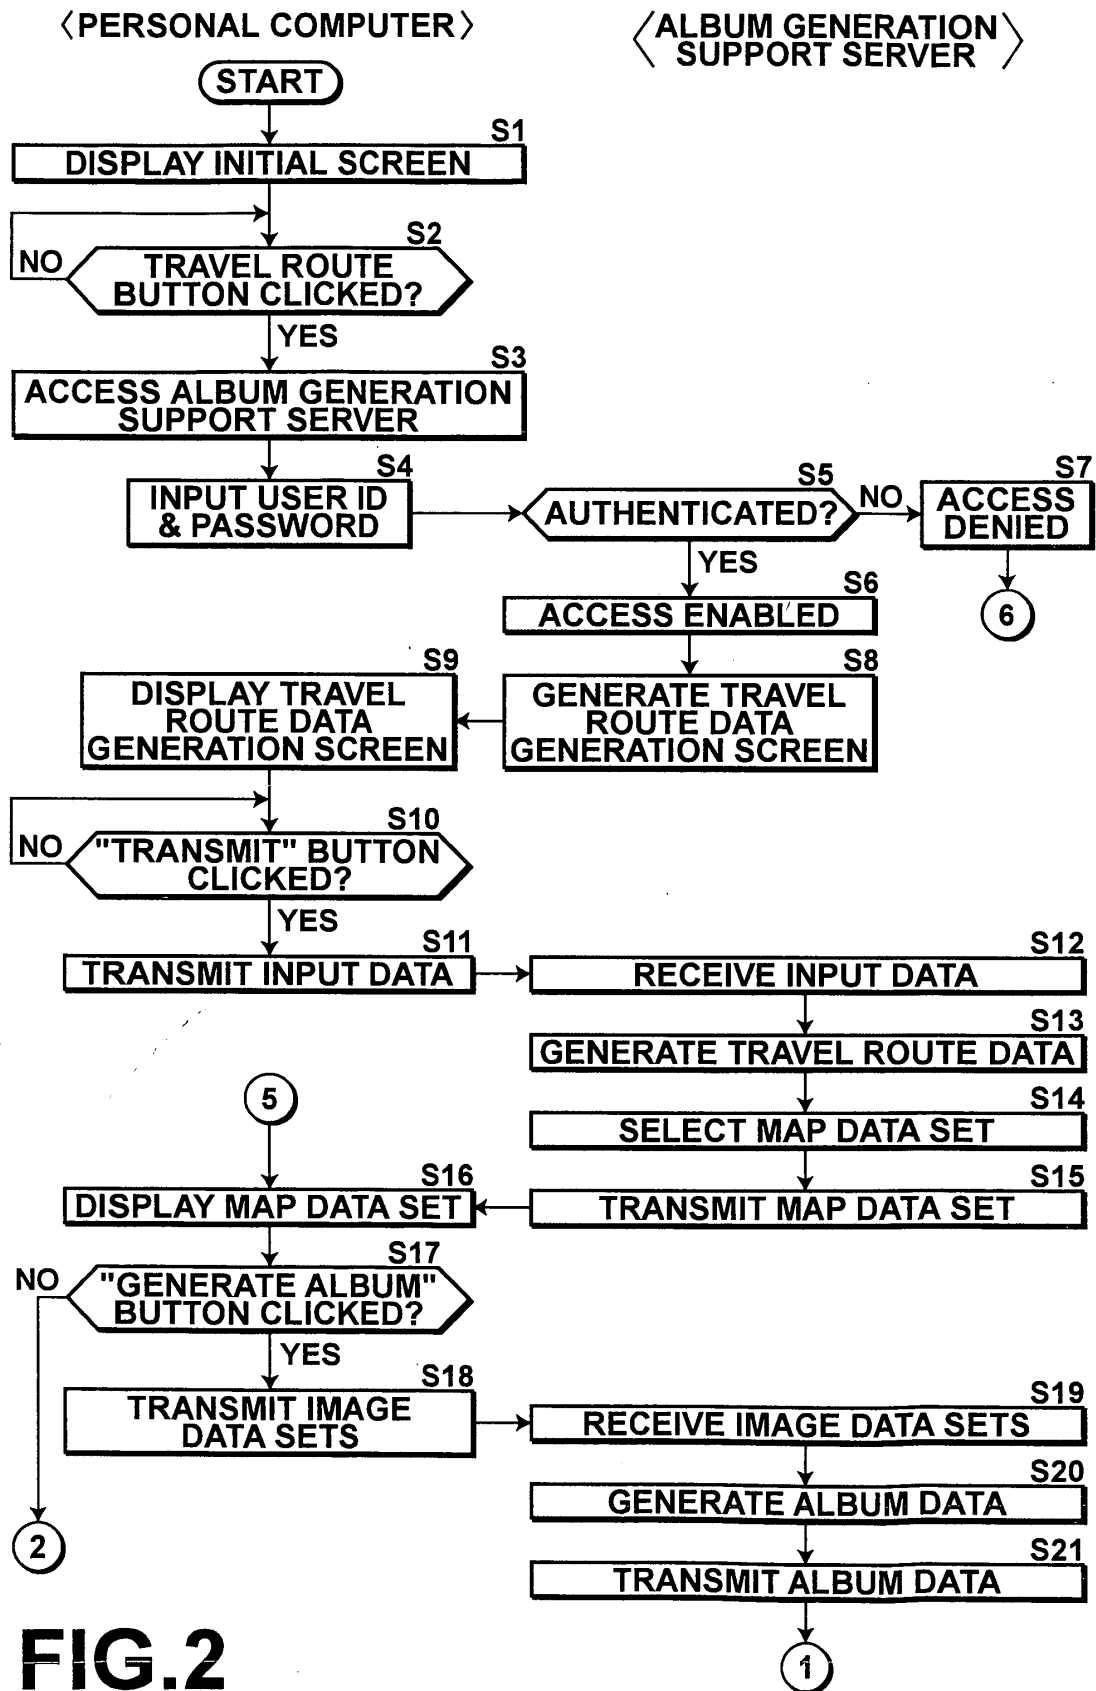 〈PERSONAL COMPUTER〉
〈ALBUM GENERATION
SUPPORT SERVER〉
START
S1
DISPLAY INITIAL SCREEN
S2
NO
TRAVEL ROUTE
BUTTON CLICKED?
YES
S3
ACCESS ALBUM GENERATION
SUPPORT SERVER
S4
INPUT USER ID
& PASSWORD
S5
AUTHENTICATED?
NO
S7
ACCESS
DENIED
YES
6
S6
ACCESS ENABLED
S8
GENERATE TRAVEL
ROUTE DATA
GENERATION SCREEN
S9
DISPLAY TRAVEL
ROUTE DATA
GENERATION SCREEN
S10
NO
"TRANSMIT" BUTTON
CLICKED?
YES
S11
TRANSMIT INPUT DATA
S12
RECEIVE INPUT DATA
S13
GENERATE TRAVEL ROUTE DATA
S14
SELECT MAP DATA SET
S15
TRANSMIT MAP DATA SET
5
S16
DISPLAY MAP DATA SET
S17
NO
"GENERATE ALBUM"
BUTTON CLICKED?
YES
S18
TRANSMIT IMAGE
DATA SETS
S19
RECEIVE IMAGE DATA SETS
S20
GENERATE ALBUM DATA
S21
TRANSMIT ALBUM DATA
2
1
FIG.2